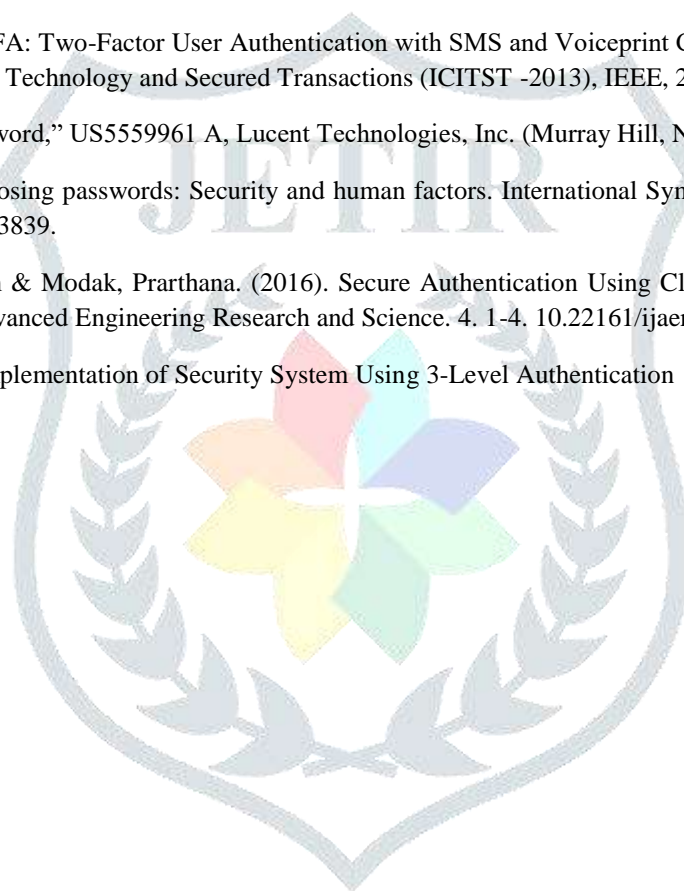 FA: Two-Factor User Authentication with SMS and Voiceprint C
Technology and Secured Transactions (ICITST -2013), IEEE, 2
word,” US5559961 A, Lucent Technologies, Inc. (Murray Hill, N
JETIR
osing passwords: Security and human factors. International Sym
3839.
& Modak, Prarthana. (2016). Secure Authentication Using Cl
vanced Engineering Research and Science. 4. 1-4. 10.22161/ijaer
plementation of Security System Using 3-Level Authentication